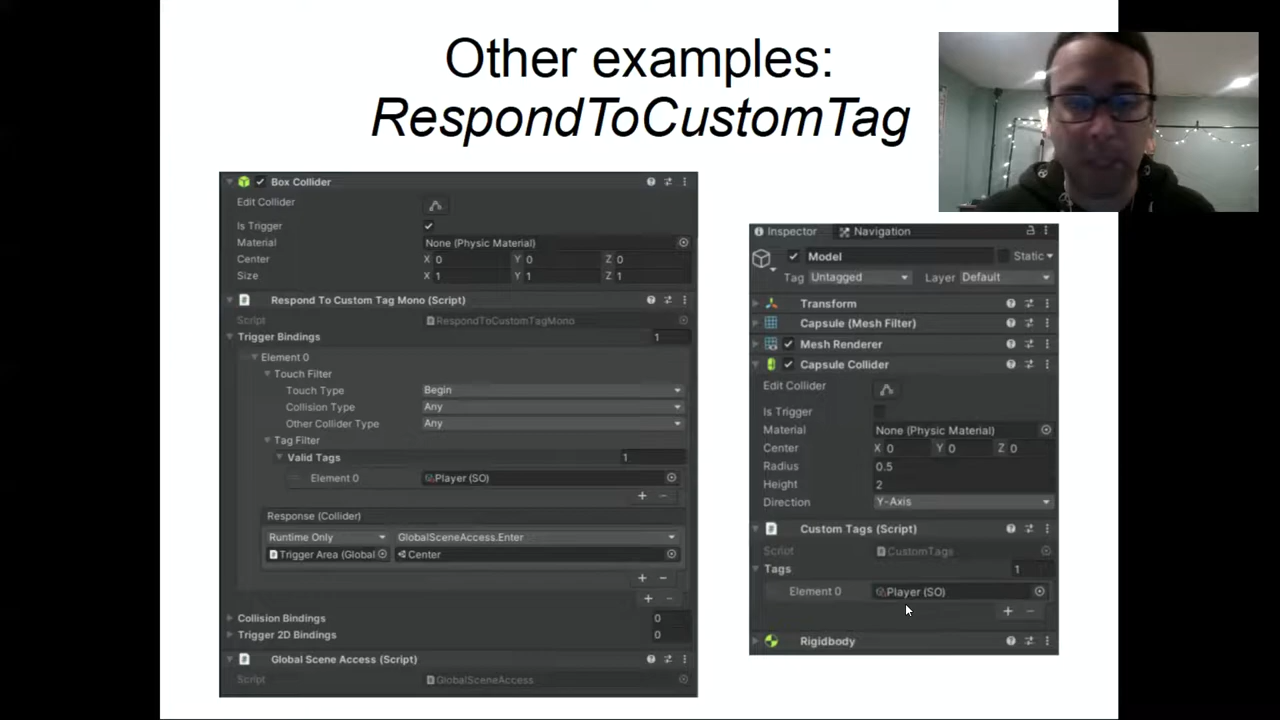 Other examples:
RespondToCustomTag
Box Collider
Edit Collider
Is Trigger
Material None (Physic Material)
Center X 0 Y 0 Z 0
Size X 1 Y 1 Z 1
Respond To Custom Tag Mono (Script)
Script RespondToCustomTagMono
Trigger Bindings 1
Element 0
Touch Filter
Touch Type Begin
Collision Type Any
Other Collider Type Any
Tag Filter
Valid Tags 1
Element 0 Player (SO)
Response (Collider)
Runtime Only GlobalSceneAccess.Enter
Trigger Area (Global Center
Collision Bindings 0
Trigger 2D Bindings 0
Global Scene Access (Script)
Script GlobalSceneAccess
Inspector Navigation
Model Static
Tag Untagged Layer Default
Transform
Capsule (Mesh Filter)
Mesh Renderer
Capsule Collider
Edit Collider
Is Trigger
Material None (Physic Material)
Center X 0 Y 0 Z 0
Radius 0.5
Height 2
Direction Y-Axis
Custom Tags (Script)
Script CustomTags
Tags 1
Element 0 Player (SO)
Rigidbody